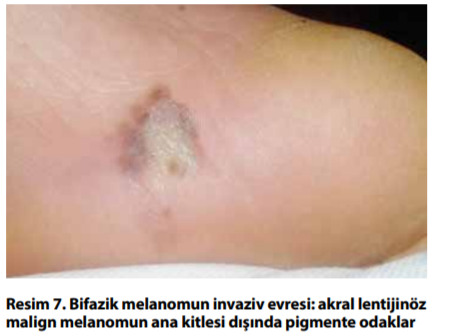 Resim 7. Bifazik melanomun invaziv evresi: akral lentijinöz
malign melanomun ana kitlesi dışında pigmente odaklar